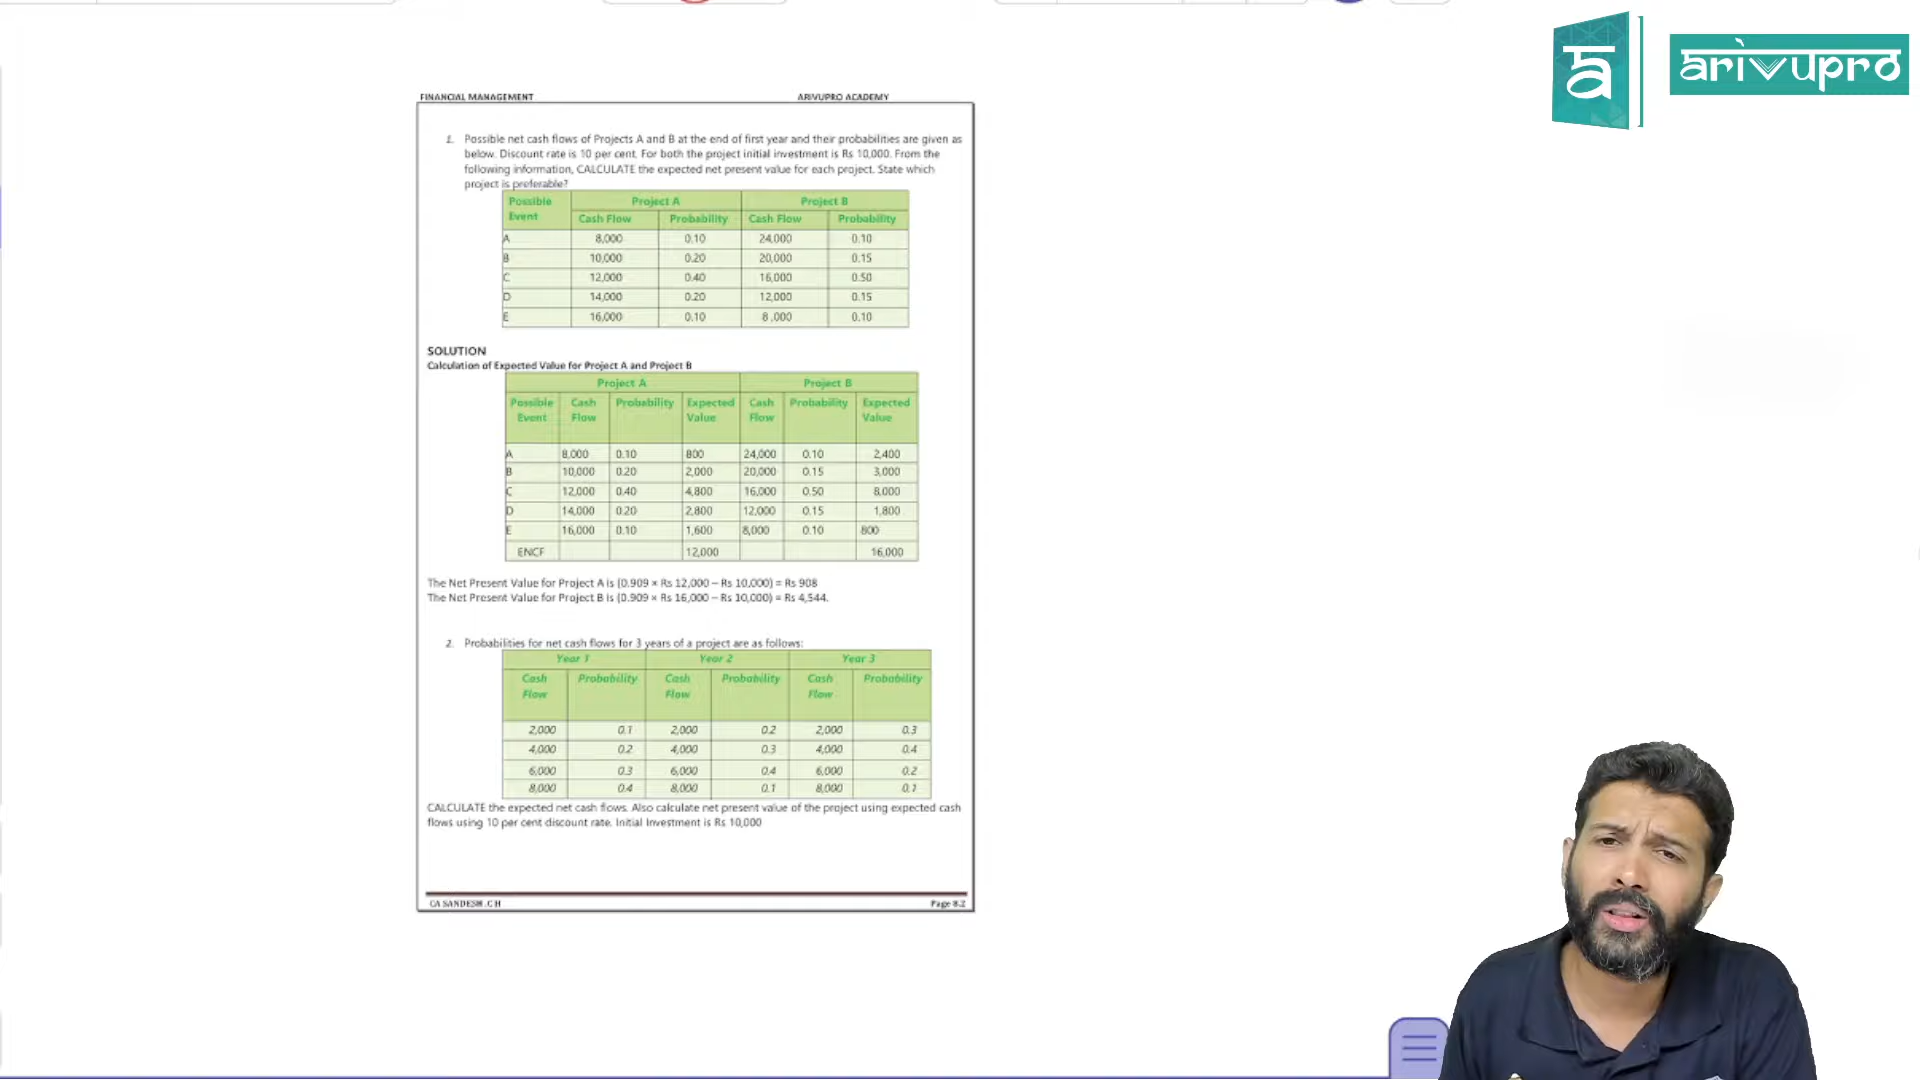 ā
arivupro
FINANCIAL MANAGEMENT ARIVUPRO ACADEMY
1. Possible net cash flows of Projects A and B at the end of first year and their probabilities are given as
below. Discount rate is 10 per cent. For both the project initial investment is Rs 10,000. From the
following information, CALCULATE the expected net present value for each project. State which
project is preferable?
Possible Event Project A Project B
Cash Flow Probability Cash Flow Probability
A 8,000 0.10 24,000 0.10
B 10,000 0.20 20,000 0.15
C 12,000 0.40 16,000 0.50
D 14,000 0.20 12,000 0.15
E 16,000 0.10 8,000 0.10
SOLUTION
Calculation of Expected Value for Project A and Project B
Project A Project B
Possible Cash Probability Expected Cash Probability Expected
Event Flow Value Flow Value
A 8,000 0.10 800 24,000 0.10 2,400
B 10,000 0.20 2,000 20,000 0.15 3,000
C 12,000 0.40 4,800 16,000 0.50 8,000
D 14,000 0.20 2,800 12,000 0.15 1,800
E 16,000 0.10 1,600 8,000 0.10 800
ENCF 12,000 16,000
The Net Present Value for Project A is (0.909 × Rs 12,000 – Rs 10,000) = Rs 908
The Net Present Value for Project B is (0.909 × Rs 16,000 – Rs 10,000) = Rs 4,544.
2. Probabilities for net cash flows for 3 years of a project are as follows:
Year 1 Year 2 Year 3
Cash Probability Cash Probability Cash Probability
Flow Flow Flow
2,000 0.1 2,000 0.2 2,000 0.3
4,000 0.2 4,000 0.3 4,000 0.4
6,000 0.3 6,000 0.4 6,000 0.2
8,000 0.4 8,000 0.1 8,000 0.1
CALCULATE the expected net cash flows. Also calculate net present value of the project using expected cash
flows using 10 per cent discount rate. Initial Investment is Rs 10,000
CA SANDESH .C H Page 8.2